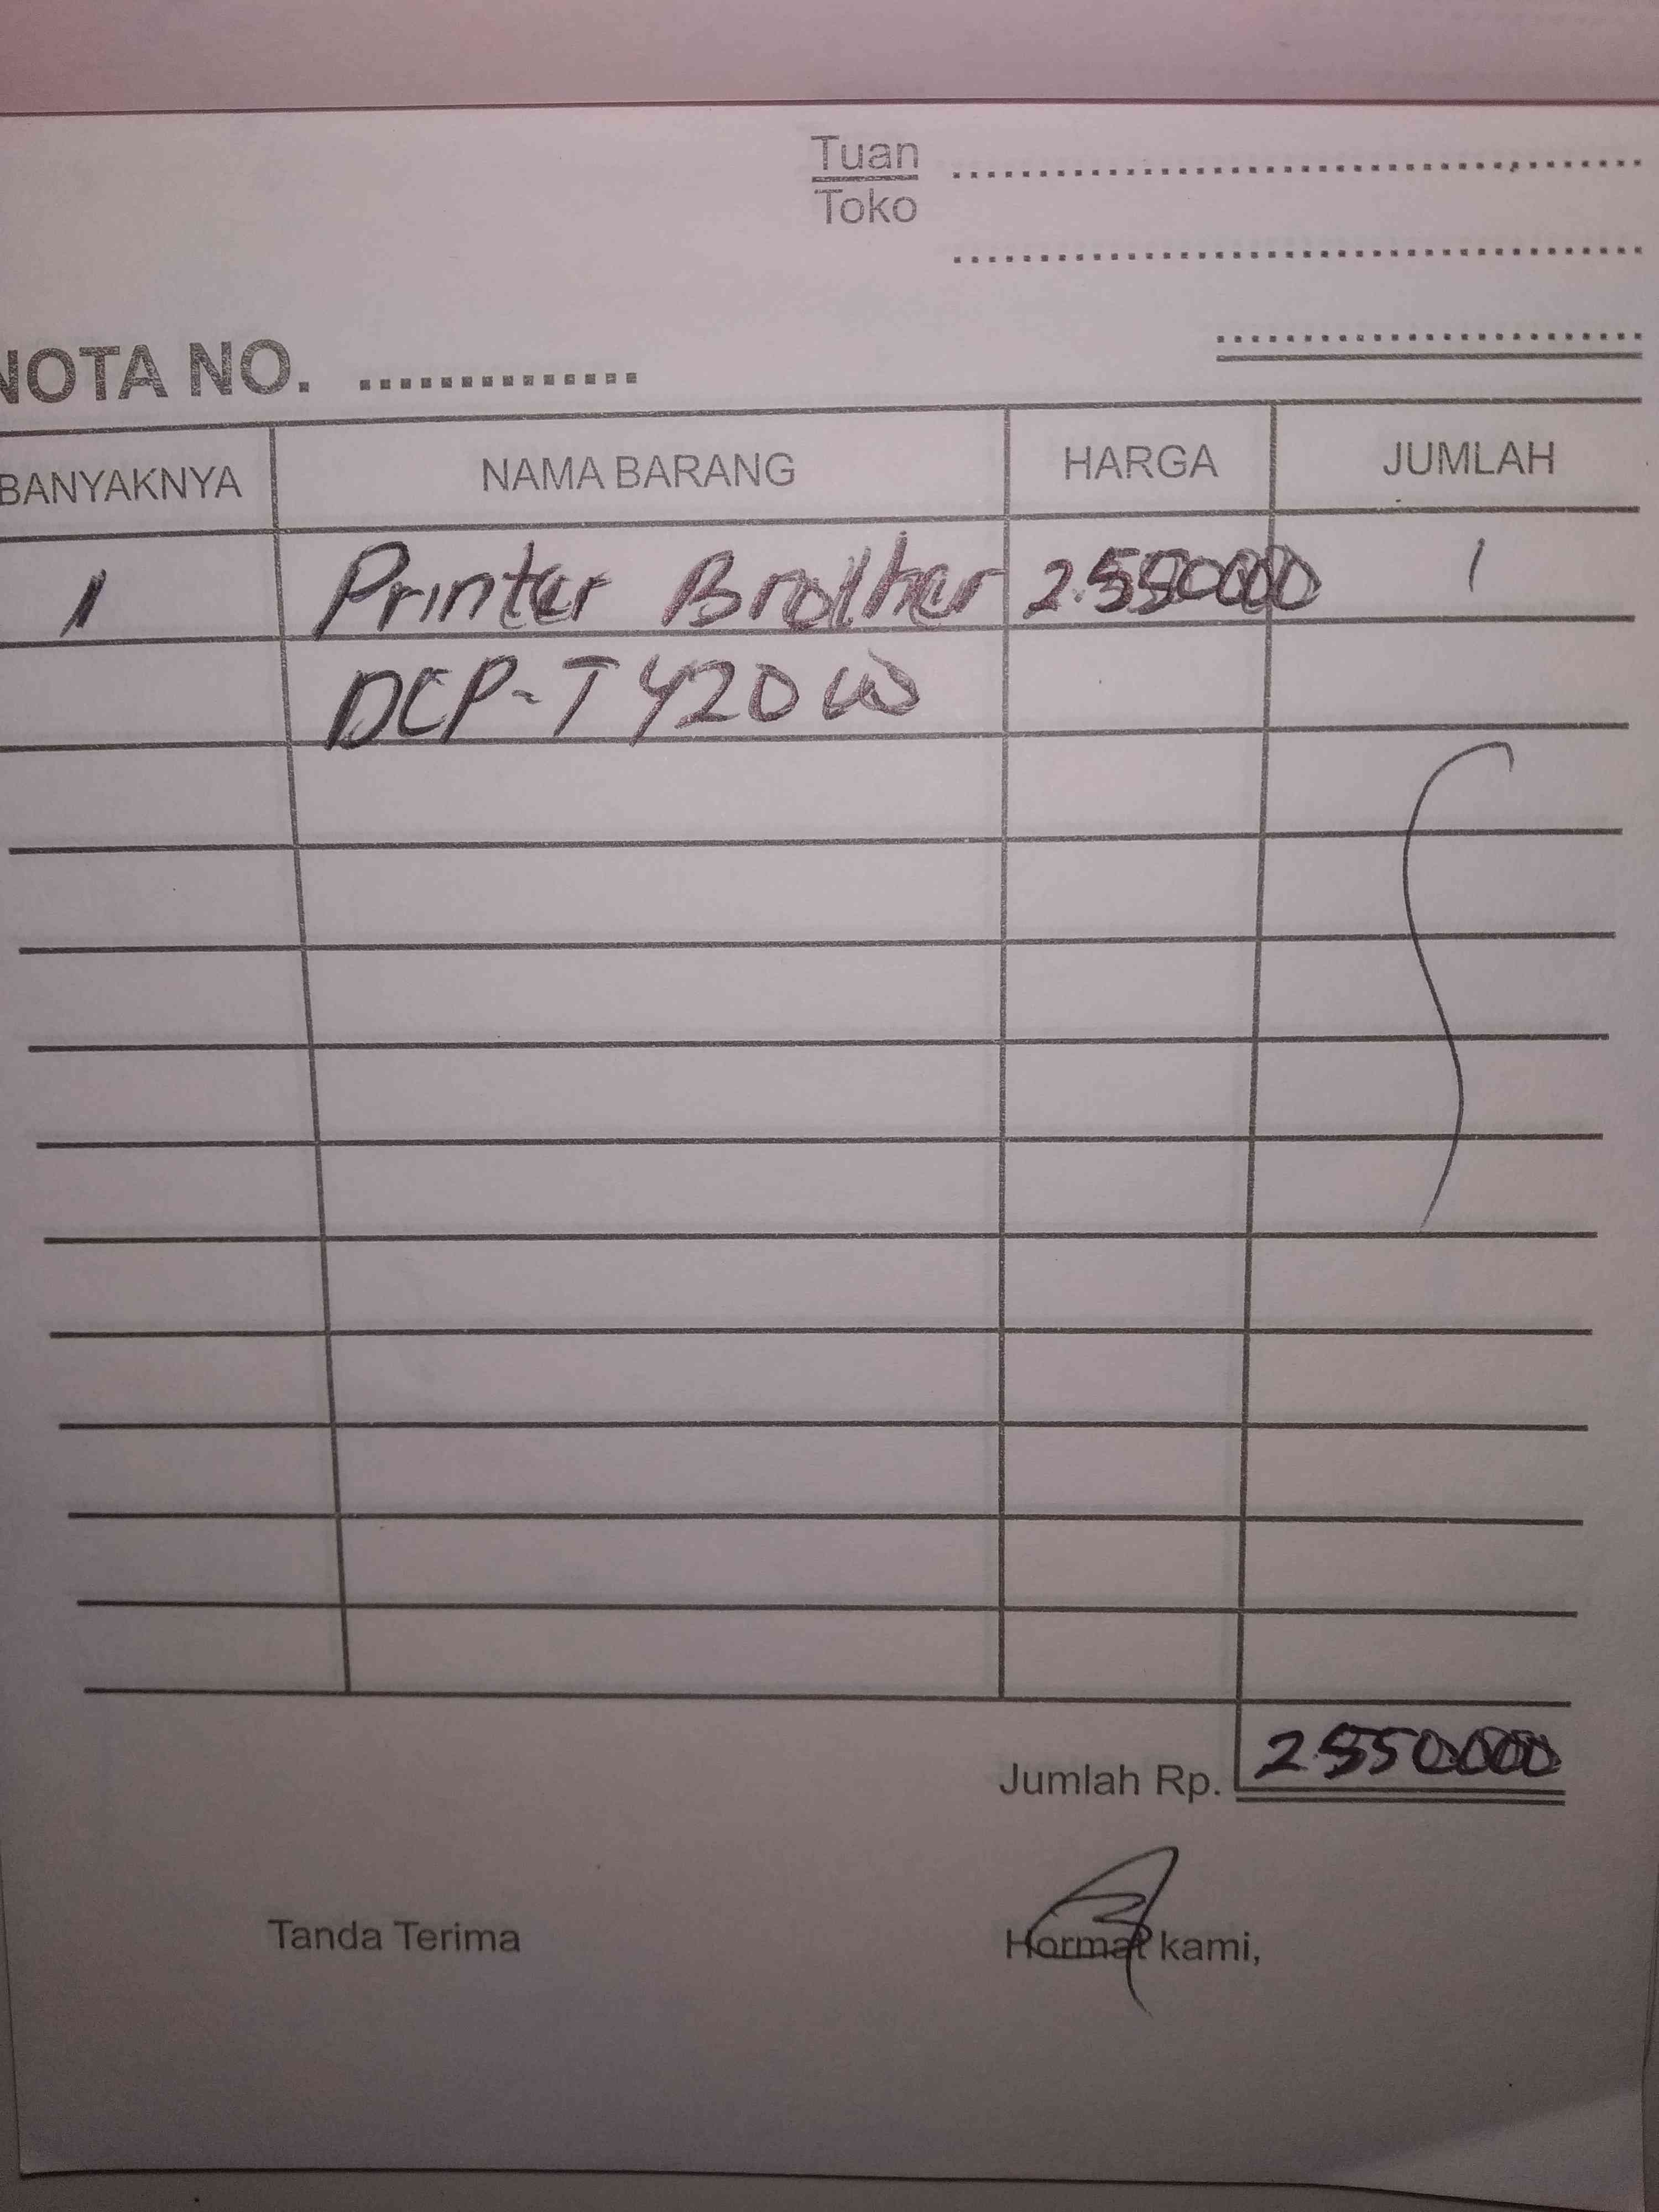 Tuan
Toko
NOTA NO. ..............
BANYAKNYA NAMA BARANG HARGA JUMLAH
1 Printer Brother 2.550000 1
DCP-T420W
Jumlah Rp. 2.550.000
Tanda Terima Hormat kami,